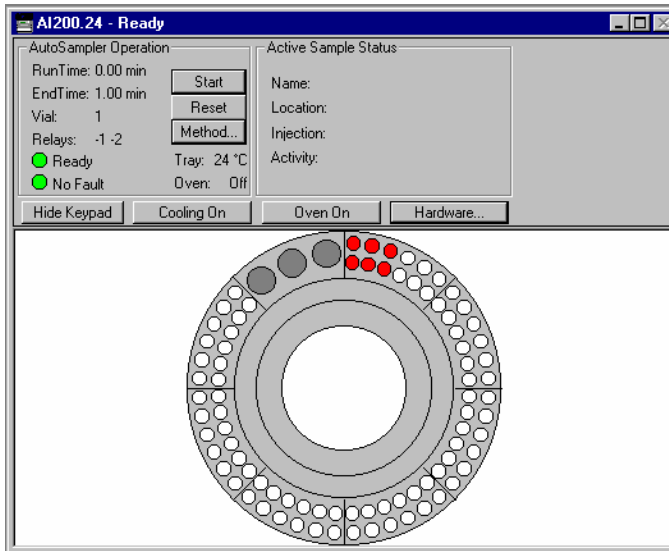 AI200.24 - Ready
AutoSampler Operation
RunTime: 0.00 min
EndTime: 1.00 min
Vial: 1
Relays: -1 -2
Ready
No Fault
Start
Reset
Method...
Tray: 24 °C
Oven: Off
Active Sample Status
Name:
Location:
Injection:
Activity:
Hide Keypad
Cooling On
Oven On
Hardware...